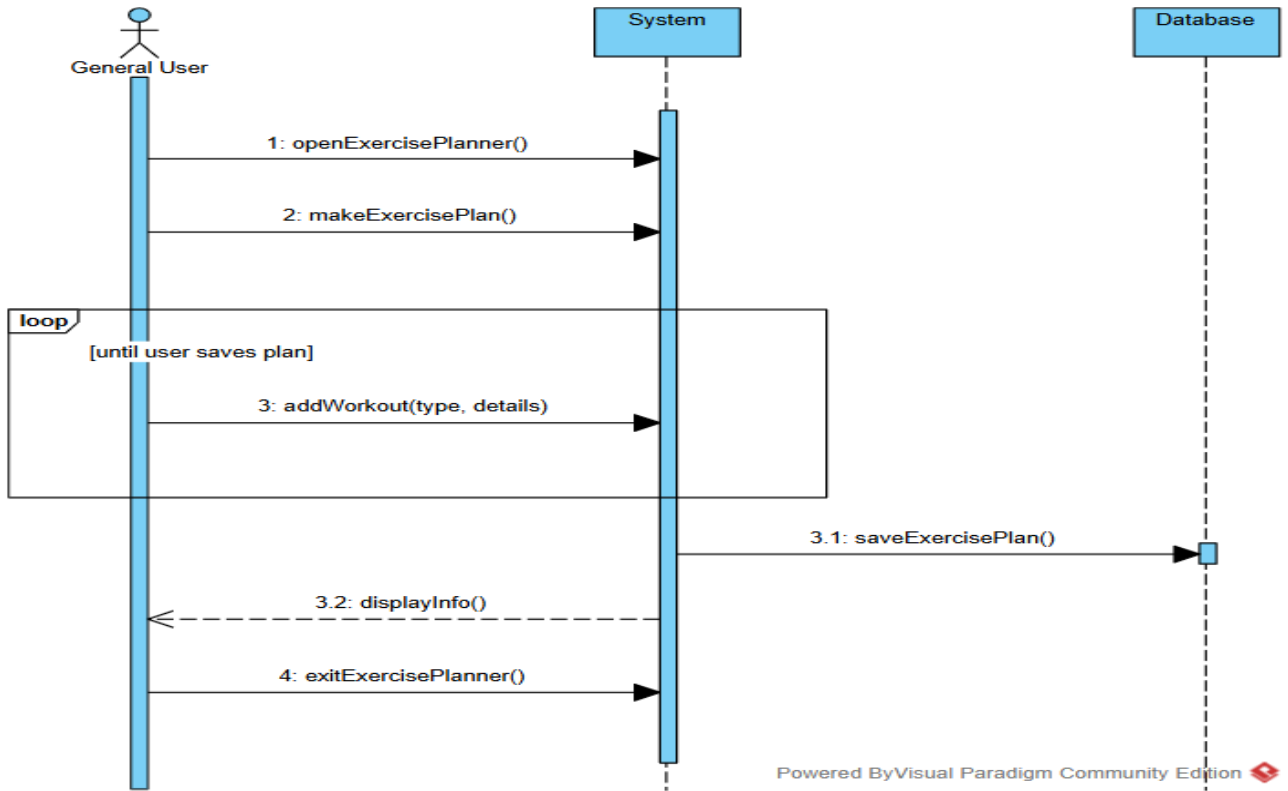 System
Database
General User
1: openExercisePlanner()
2: makeExercisePlan()
loop
[until user saves plan]
3: addWorkout(type, details)
3.1: saveExercisePlan()
3.2: displayInfo()
4: exitExercisePlanner()
Powered ByVisual Paradigm Community Edition